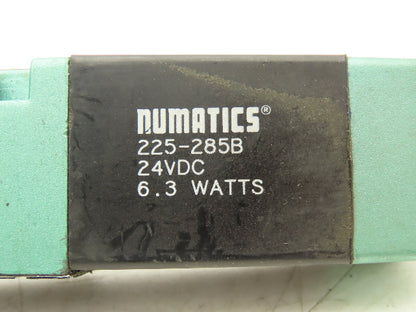 numatics®
225-285B
24VDC
6.3 WATTS